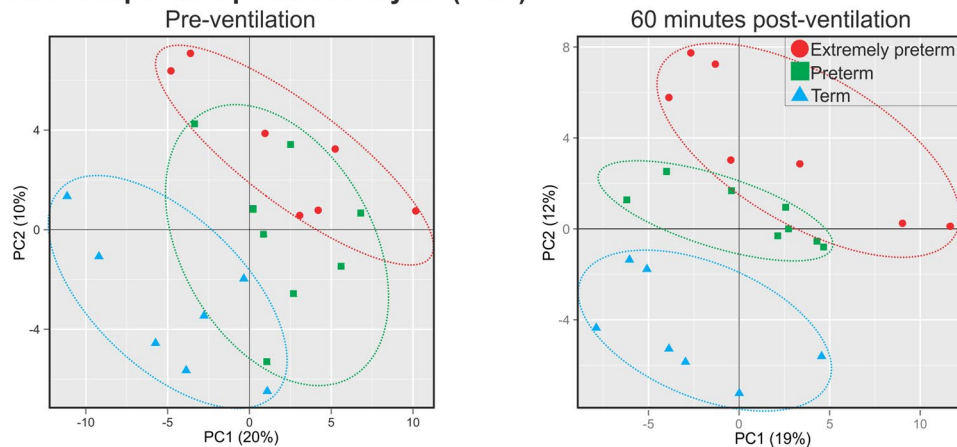 Pre-ventilation
60 minutes post-ventilation
4
0
-4
-10
-5
0
5
10
PC2 (10%)
PC1 (20%)
8
4
0
-4
-5
0
5
10
PC2 (12%)
PC1 (19%)
Extremely preterm
Preterm
Term